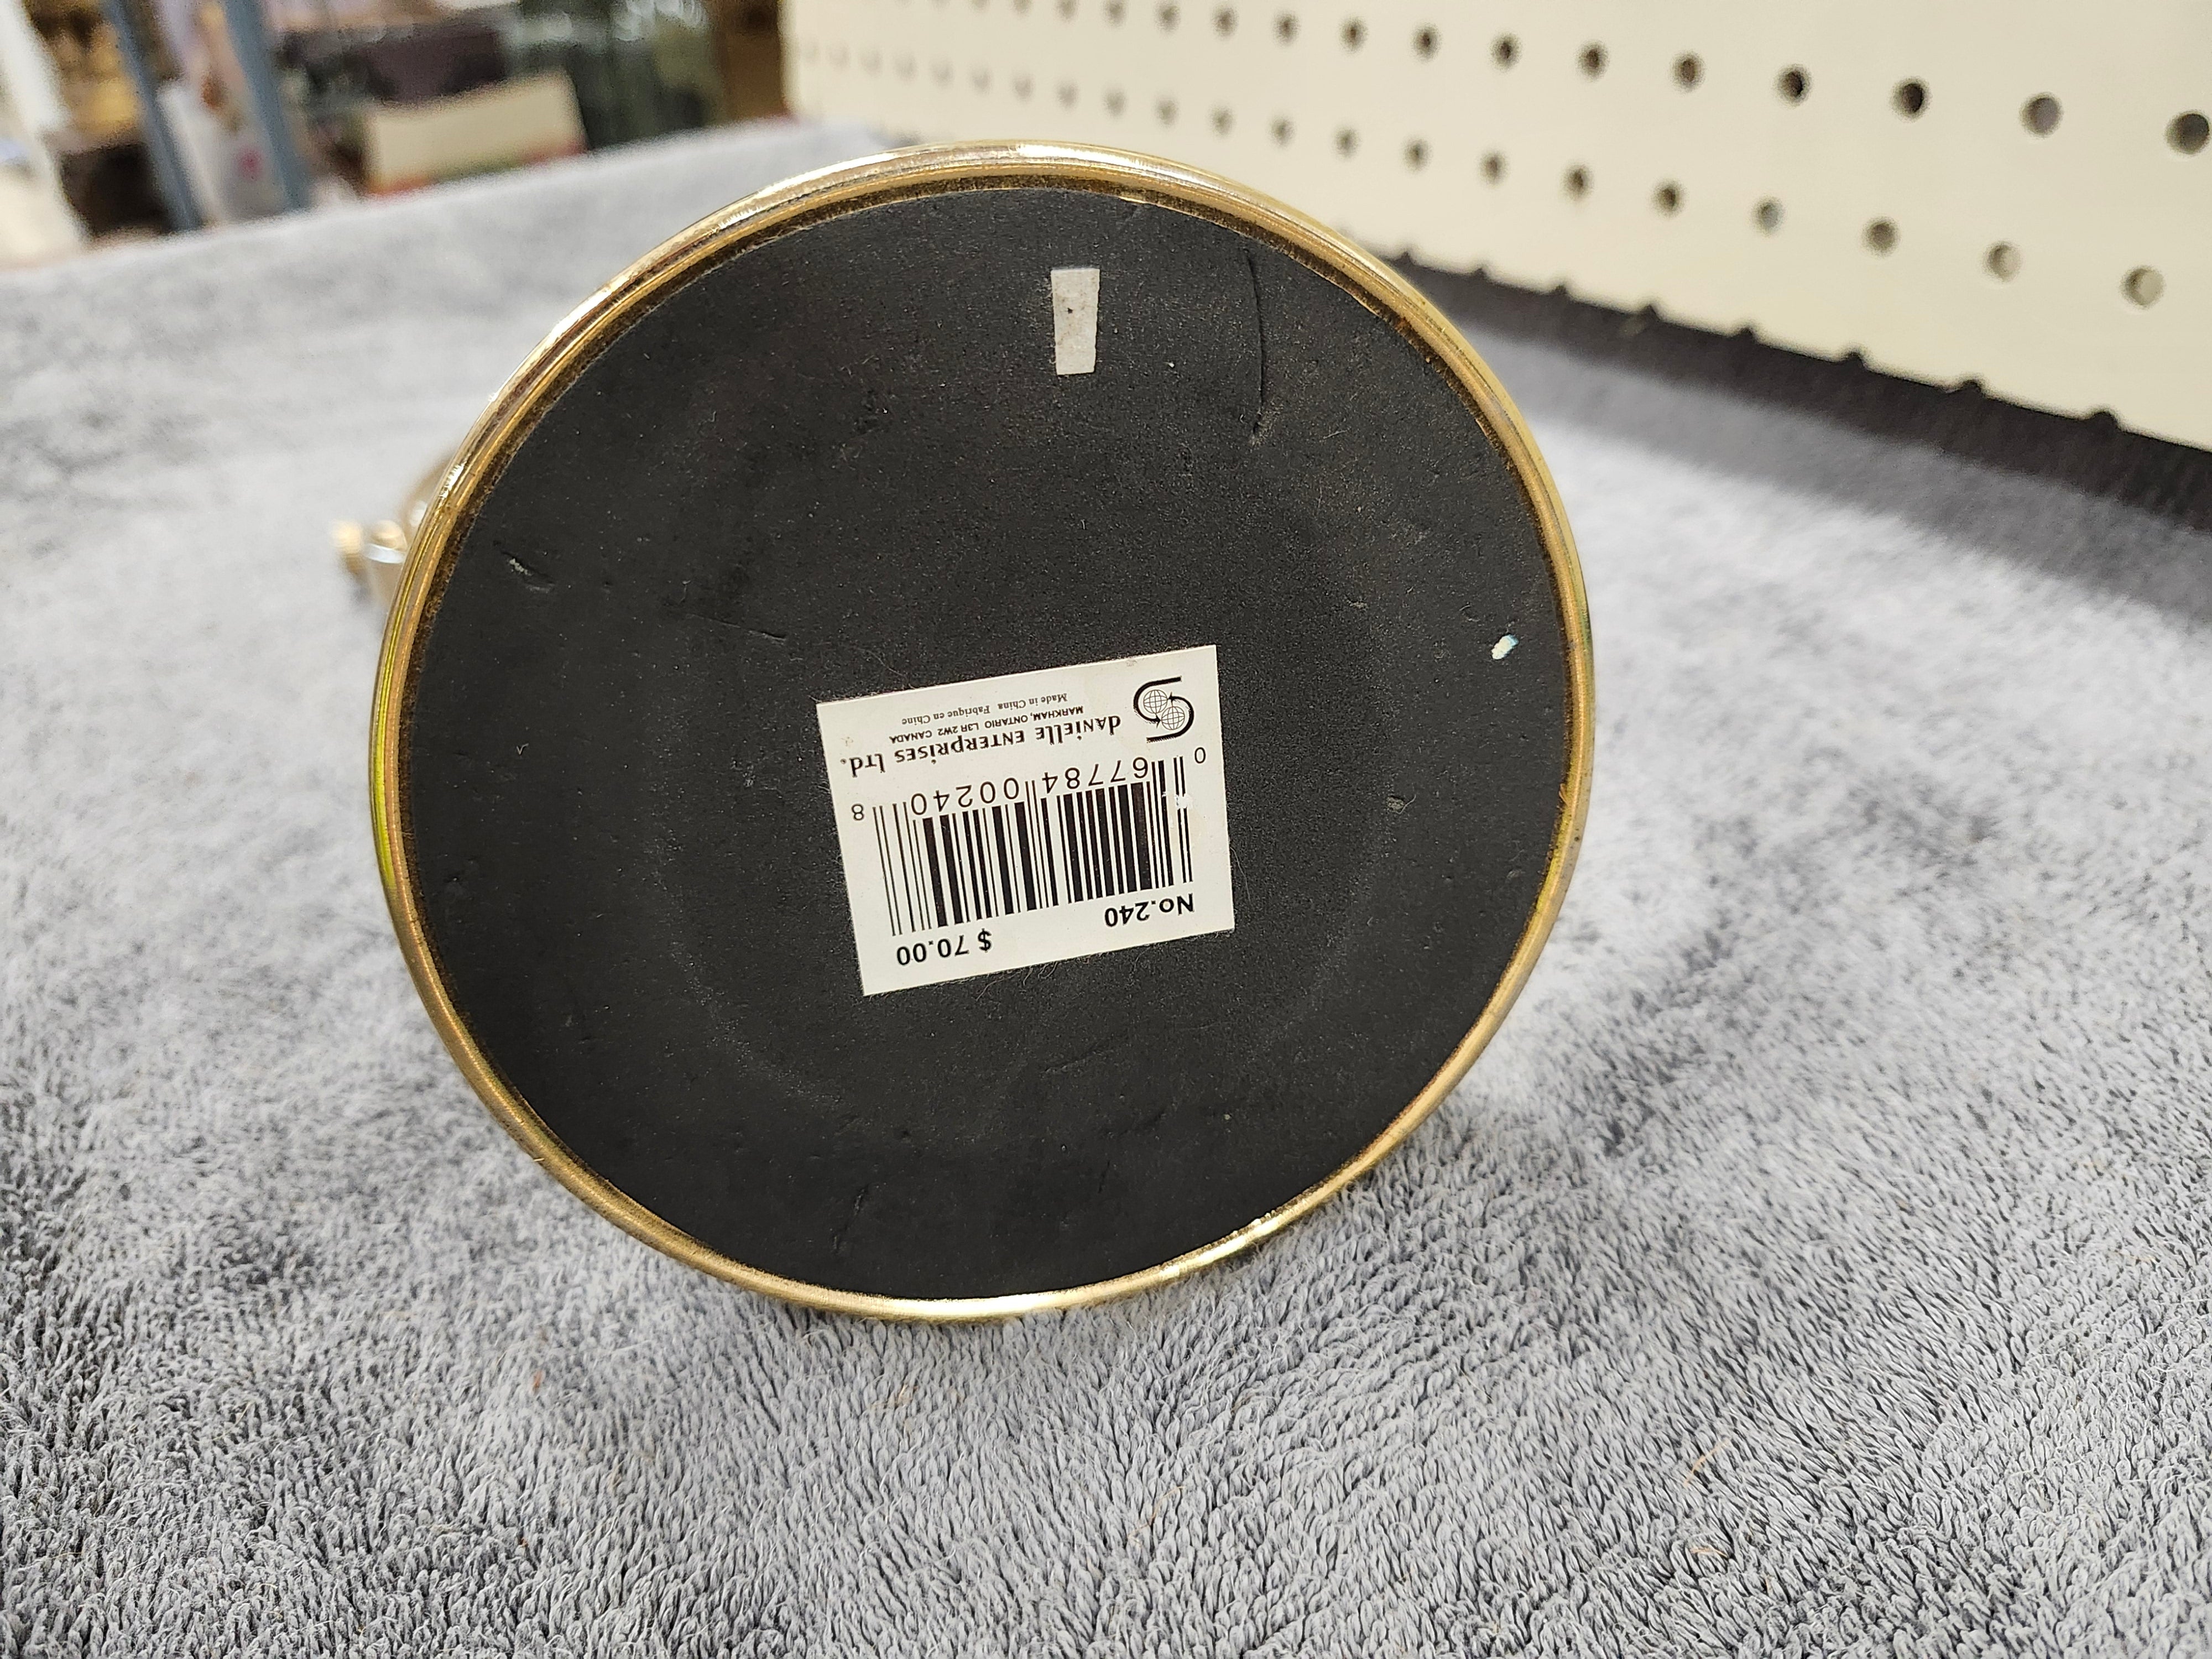 No.240
$ 70.00
0 67784 00240 8
dANiEllE ENTERpRiSES lTd.
MARKHAM, ONTARIO L3R 2W2 CANADA
Made in China Fabrique en Chine